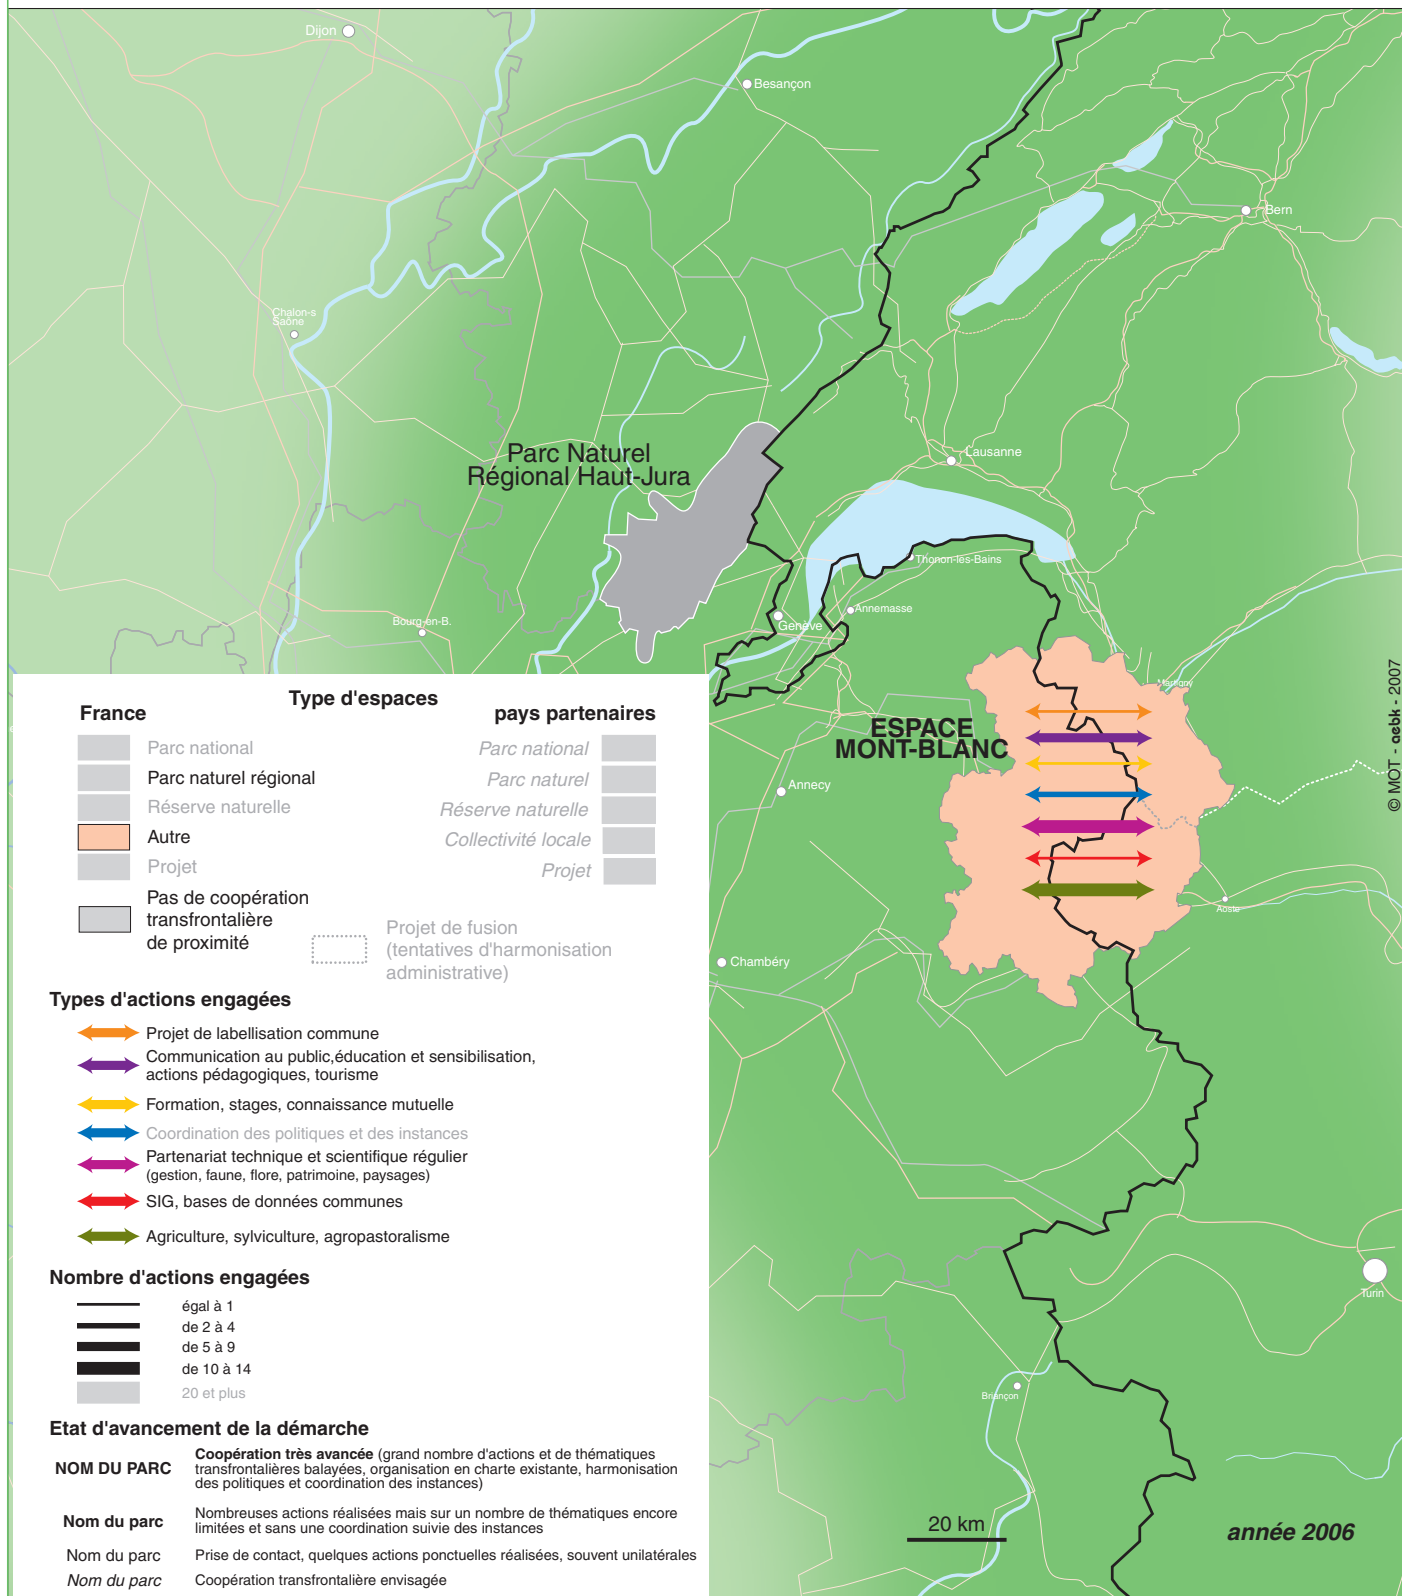 Dijon
Besançon
Bern
Chalon-s
Saône
Parc Naturel
Régional Haut-Jura
Lausanne
Thonon-les-Bains
Annemasse
Genève
Bourg-en-B.
Martigny
ESPACE
MONT-BLANC
Annecy
Aoste
Chambéry
Turin
Briançon
© MOT - aebk - 2007
20 km
année 2006
Type d'espaces
France
pays partenaires
Parc national
Parc national
Parc naturel régional
Parc naturel
Réserve naturelle
Réserve naturelle
Autre
Collectivité locale
Projet
Projet
Pas de coopération
transfrontalière
de proximité
Projet de fusion
(tentatives d'harmonisation
administrative)
Types d'actions engagées
Projet de labellisation commune
Communication au public,éducation et sensibilisation,
actions pédagogiques, tourisme
Formation, stages, connaissance mutuelle
Coordination des politiques et des instances
Partenariat technique et scientifique régulier
(gestion, faune, flore, patrimoine, paysages)
SIG, bases de données communes
Agriculture, sylviculture, agropastoralisme
Nombre d'actions engagées
égal à 1
de 2 à 4
de 5 à 9
de 10 à 14
20 et plus
Etat d'avancement de la démarche
NOM DU PARC
Coopération très avancée (grand nombre d'actions et de thématiques
transfrontalières balayées, organisation en charte existante, harmonisation
des politiques et coordination des instances)
Nom du parc
Nombreuses actions réalisées mais sur un nombre de thématiques encore
limitées et sans une coordination suivie des instances
Nom du parc
Prise de contact, quelques actions ponctuelles réalisées, souvent unilatérales
Nom du parc
Coopération transfrontalière envisagée